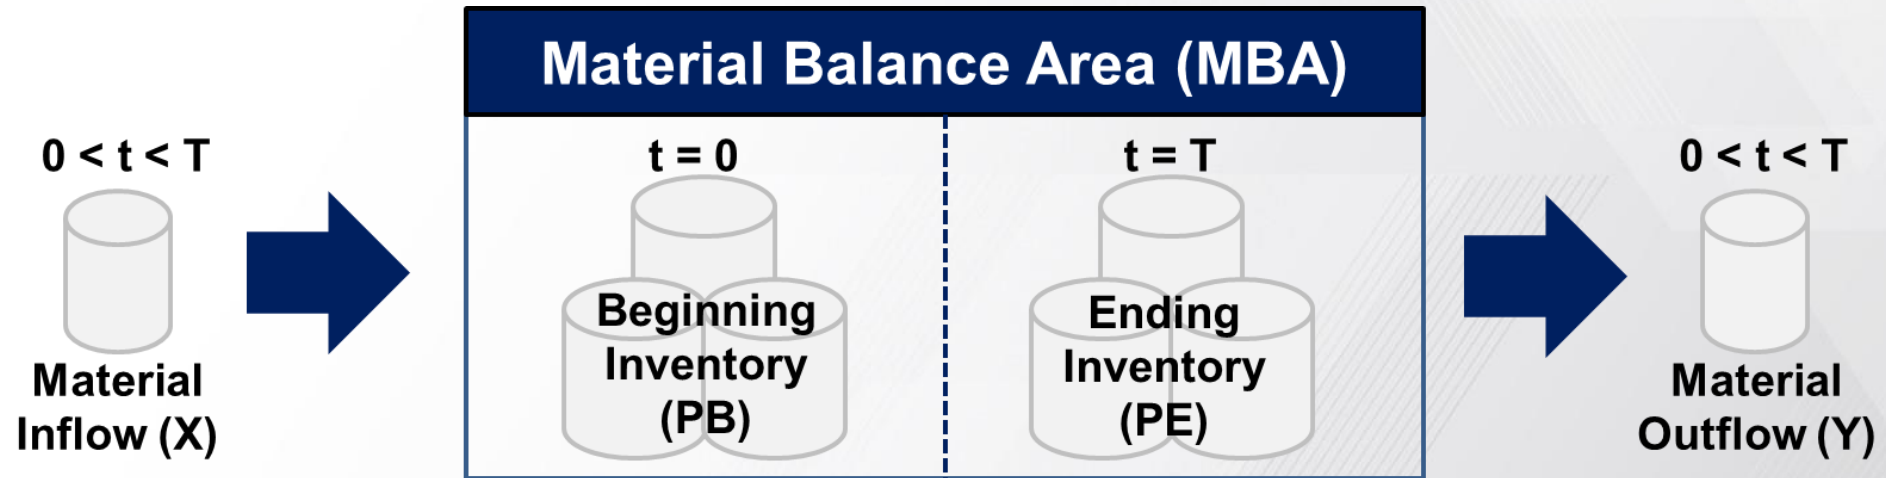 Material Balance Area (MBA)
0 < t < T
Material
Inflow (X)
t = 0
Beginning
Inventory
(PB)
t = T
Ending
Inventory
(PE)
0 < t < T
Material
Outflow (Y)